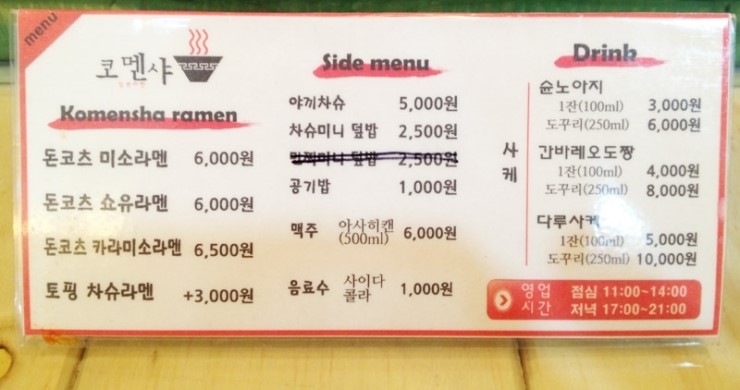 menu
코멘샤
Komensha ramen
돈코츠 미소라멘 6,000원
돈코츠 쇼유라멘 6,000원
돈코츠 카라미소라멘 6,500원
토핑 차슈라멘 +3,000원
Side menu
야끼차슈 5,000원
차슈미니 덮밥 2,500원
미니 덮밥 2,500원
공기밥 1,000원
맥주 아사히캔 (500ml) 6,000원
음료수 사이다 콜라 1,000원
Drink
사케
슌노아지
1잔(100ml) 3,000원
도꾸리(250ml) 6,000원
간바레오도짱
1잔(100ml) 4,000원
도꾸리(250ml) 8,000원
다루사케
1잔(100ml) 5,000원
도꾸리(250ml) 10,000원
영업시간 점심 11:00~14:00
저녁 17:00~21:00